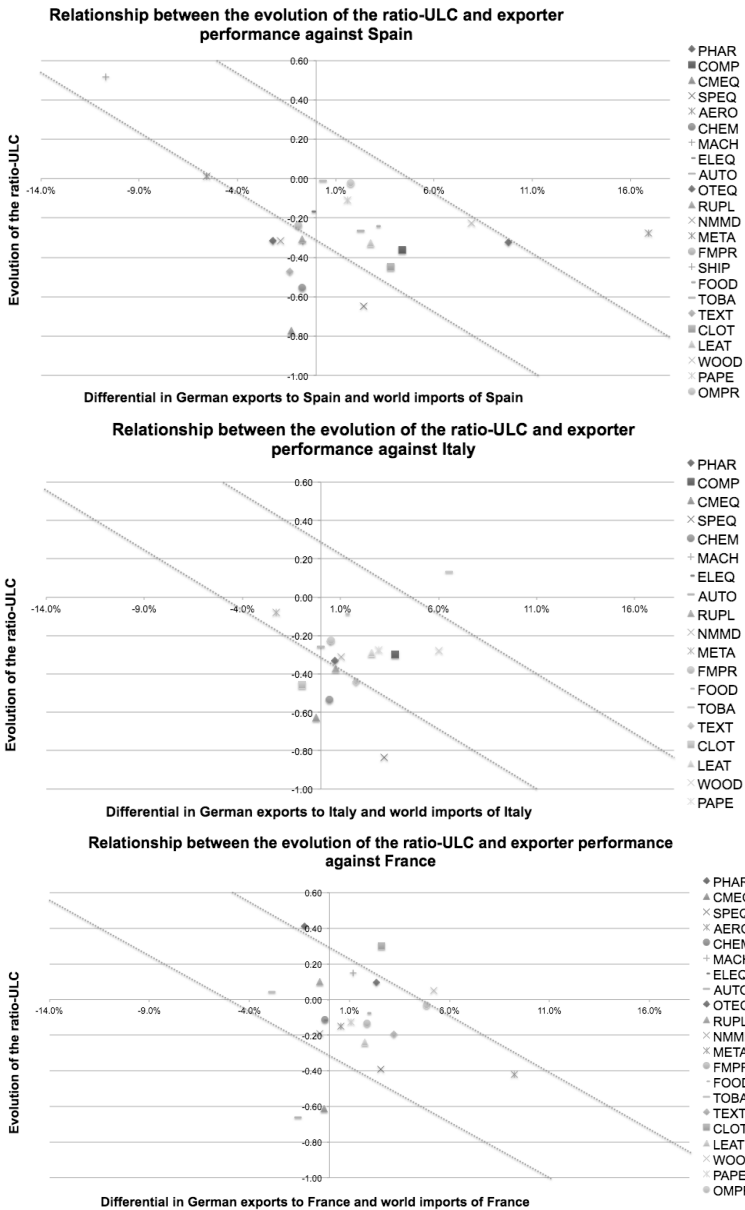 Relationship between the evolution of the ratio-ULC and exporter
performance against Spain
Evolution of the ratio-ULC
0.60
0.40
0.20
0.00
-14.0%
-9.0%
-4.0%
1.0%
6.0%
11.0%
16.0%
-0.20
-0.40
-0.60
-0.80
-1.00
Differential in German exports to Spain and world imports of Spain
PHAR
COMP
CMEQ
SPEQ
AERO
CHEM
MACH
ELEQ
AUTO
OTEQ
RUPL
NMMD
META
FMPR
SHIP
FOOD
TOBA
TEXT
CLOT
LEAT
WOOD
PAPE
OMPR
Relationship between the evolution of the ratio-ULC and exporter
performance against Italy
Evolution of the ratio-ULC
0.60
0.40
0.20
0.00
-14.0%
-9.0%
-4.0%
1.0%
6.0%
11.0%
16.0%
-0.20
-0.40
-0.60
-0.80
-1.00
Differential in German exports to Italy and world imports of Italy
PHAR
COMP
CMEQ
SPEQ
CHEM
MACH
ELEQ
AUTO
RUPL
NMMD
META
FMPR
FOOD
TOBA
TEXT
CLOT
LEAT
WOOD
PAPE
Relationship between the evolution of the ratio-ULC and exporter performance
against France
Evolution of the ratio-ULC
0.60
0.40
0.20
0.00
-14.0%
-9.0%
-4.0%
1.0%
6.0%
11.0%
16.0%
-0.20
-0.40
-0.60
-0.80
-1.00
Differential in German exports to France and world imports of France
PHAR
CMEQ
SPEQ
AERO
CHEM
MACH
ELEQ
AUTO
OTEQ
RUPL
NMM
META
FMPR
FOOD
TOBA
TEXT
CLOT
LEAT
WOO
PAPE
OMP